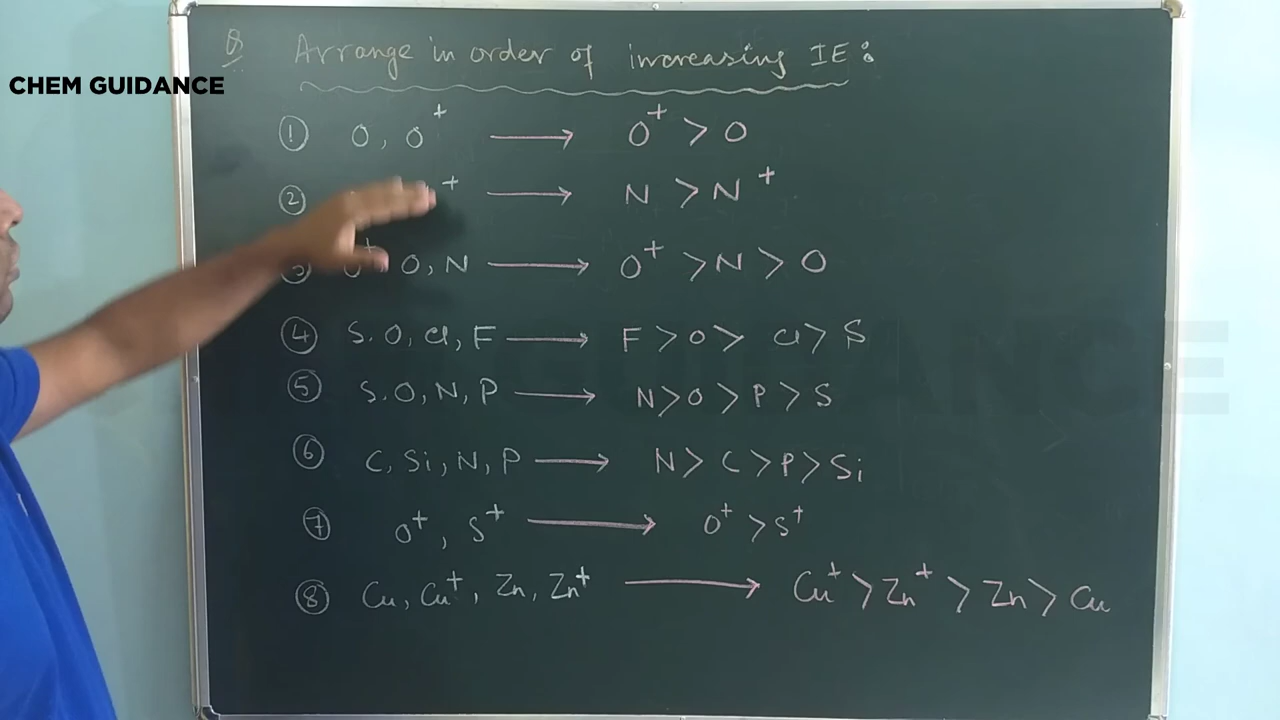 Q Arrange in order of increasing IE:
CHEM GUIDANCE
① O, O⁺ → O⁺ > O
② ⁺ → N > N⁺
③ O, N → O⁺ > N > O
④ S.O, Cl, F → F > O > Cl > S
⑤ S.O, N, P → N > O > P > S
⑥ C, Si, N, P → N > C > P > Si
⑦ O⁺, S⁺ → O⁺ > S⁺
⑧ Cu, Cu⁺, Zn, Zn⁺ → Cu⁺ > Zn⁺ > Zn > Cu